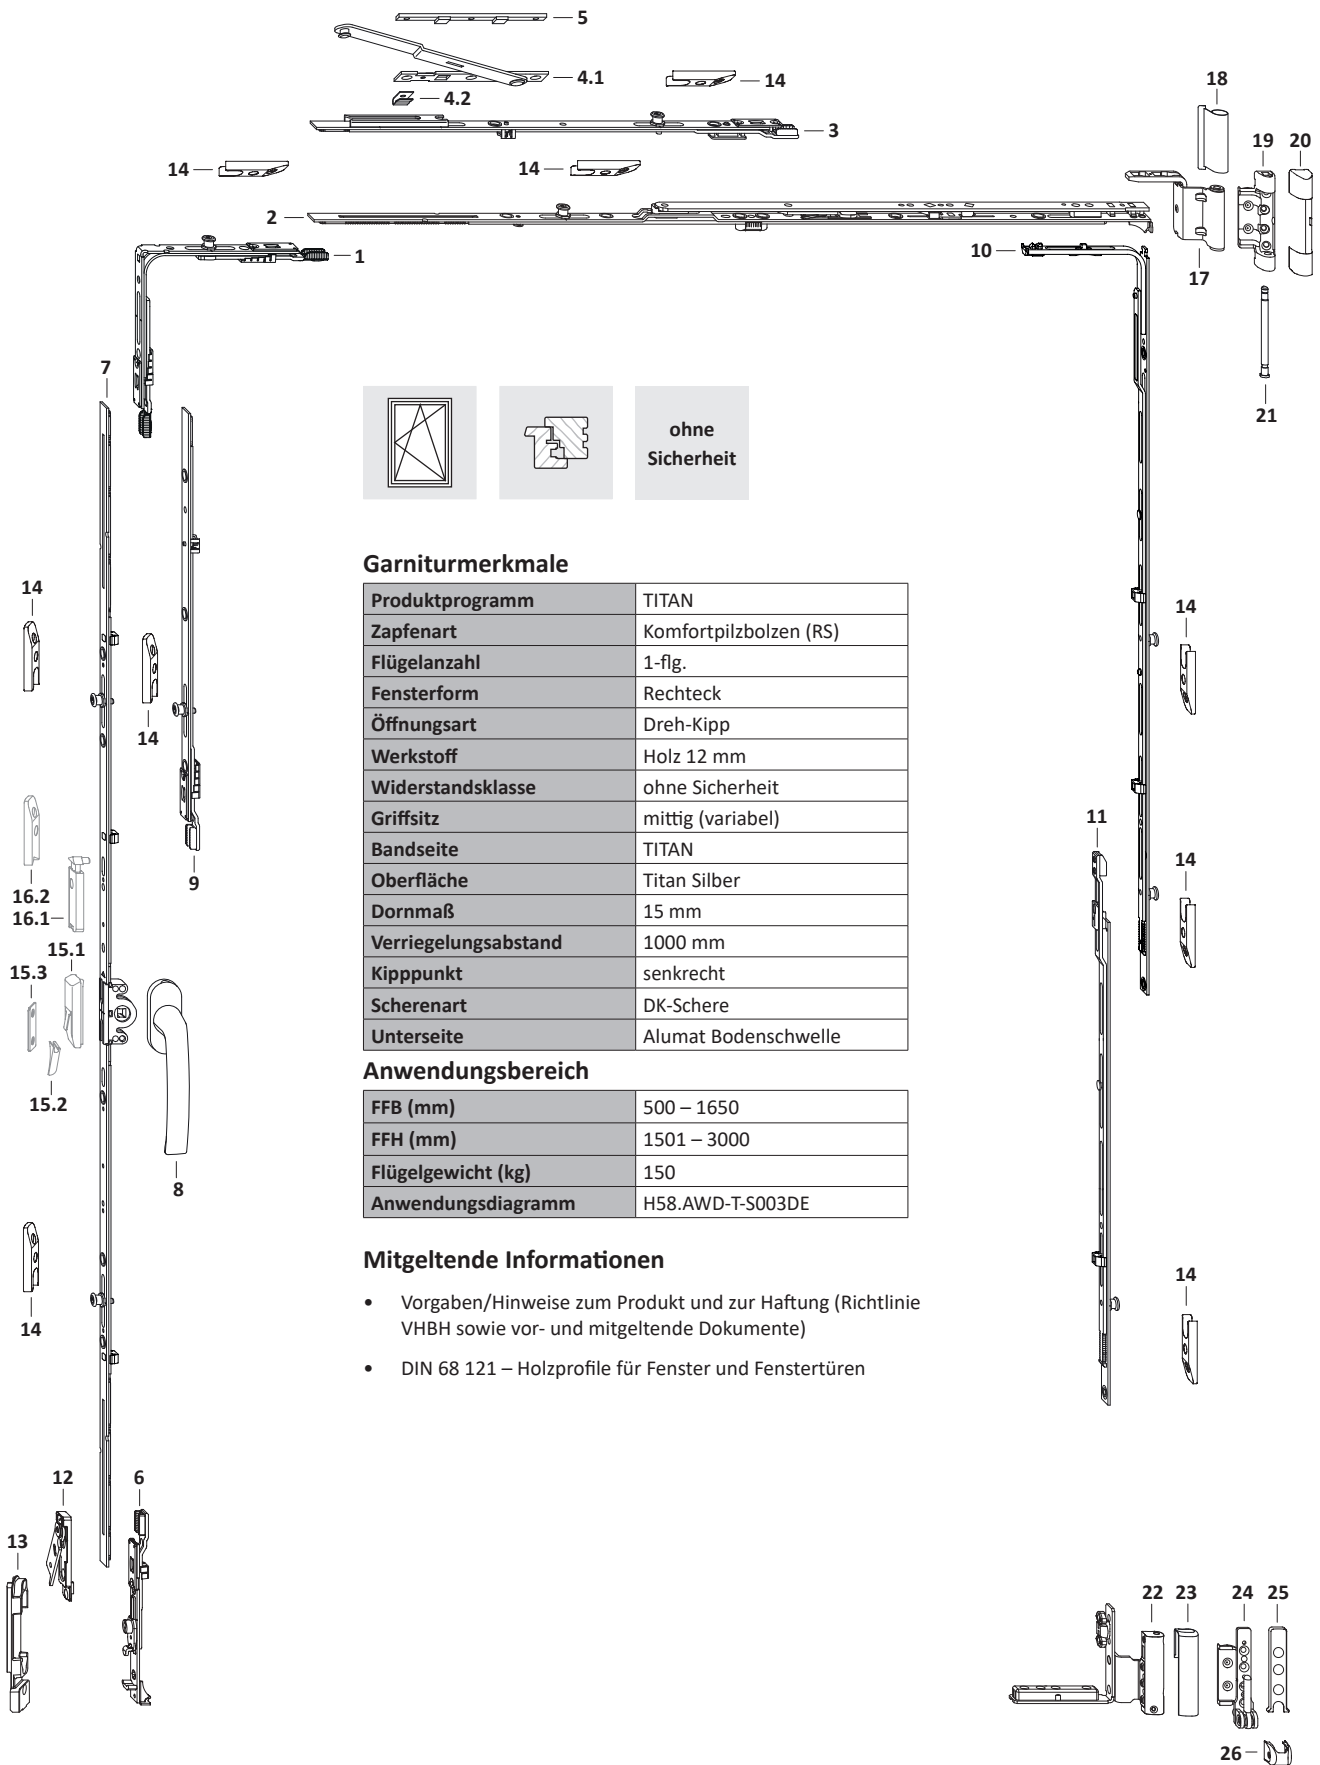 5
4.1
14
4.2
3
18
19
20
14
14
2
1
10
17
7
21
ohne
Sicherheit
Garniturmerkmale
Produktprogramm TITAN
Zapfenart Komfortpilzbolzen (RS)
Flügelanzahl 1-flg.
Fensterform Rechteck
Öffnungsart Dreh-Kipp
Werkstoff Holz 12 mm
Widerstandsklasse ohne Sicherheit
Griffsitz mittig (variabel)
Bandseite TITAN
Oberfläche Titan Silber
Dornmaß 15 mm
Verriegelungsabstand 1000 mm
Kipppunkt senkrecht
Scherenart DK-Schere
Unterseite Alumat Bodenschwelle
14
14
14
11
9
14
16.2
16.1
15.1
15.3
15.2
8
Anwendungsbereich
FFB (mm) 500 – 1650
FFH (mm) 1501 – 3000
Flügelgewicht (kg) 150
Anwendungsdiagramm H58.AWD-T-S003DE
Mitgeltende Informationen
• Vorgaben/Hinweise zum Produkt und zur Haftung (Richtlinie
VHBH sowie vor- und mitgeltende Dokumente)
• DIN 68 121 – Holzprofile für Fenster und Fenstertüren
14
14
12
6
13
22
23
24
25
26